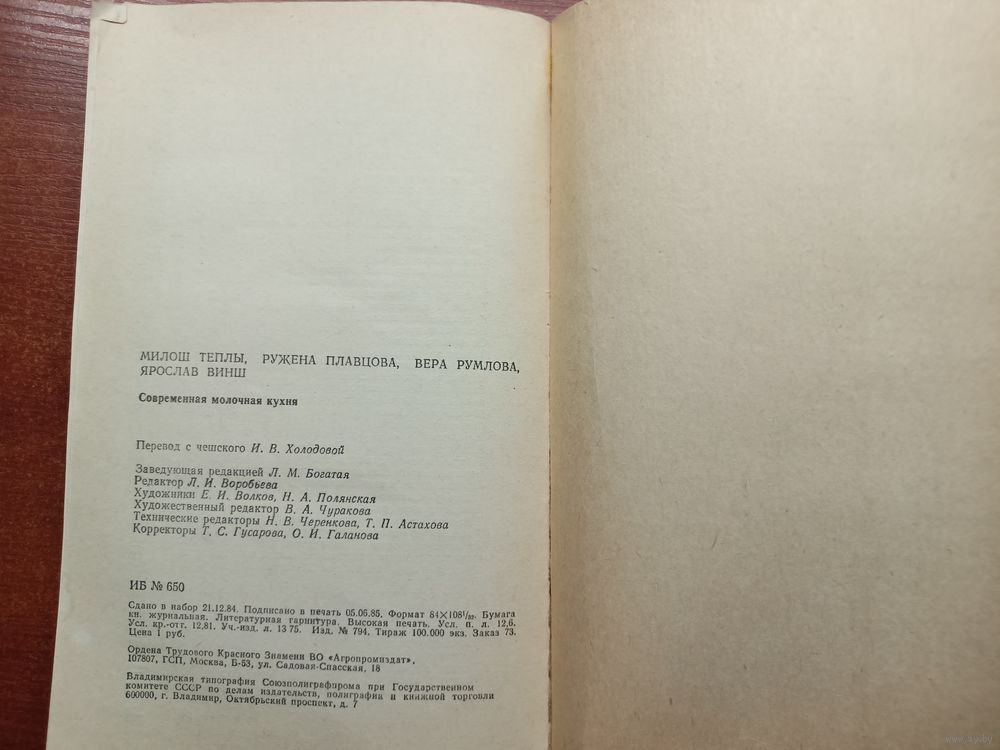 МИЛОШ ТЕПЛЫ, РУЖЕНА ПЛАВЦОВА, ВЕРА РУМЛОВА,
ЯРОСЛАВ ВИНШ
Современная молочная кухня
Перевод с чешского И. В. Холодовой
Заведующая редакцией Л. М. Богатая
Редактор Л. И. Воробьева
Художники Е. И. Волков, Н. А. Полянская
Художественный редактор В. А. Чуракова
Технические редакторы Н. В. Черенкова, Т. П. Астахова
Корректоры Т. С. Гусарова, О. И. Галанова
ИБ № 650
Сдано в набор 21.12.84. Подписано в печать 05.06.85. Формат 84×108¹/₃₂. Бумага
кн. журнальная. Литературная гарнитура. Высокая печать. Усл. п. л. 12,6.
Усл. кр.-отт. 12,81. Уч.-изд. л. 13 75. Изд. № 794. Тираж 100.000 экз. Заказ 73.
Цена 1 руб.
Ордена Трудового Красного Знамени ВО «Агропромиздат»,
107807, ГСП, Москва, Б-53, ул. Садовая-Спасская, 18
Владимирская типография Союзполиграфпрома при Государственном
комитете СССР по делам издательств, полиграфии и книжной торговли
600000, г. Владимир, Октябрьский проспект, д. 7
www.ay.by